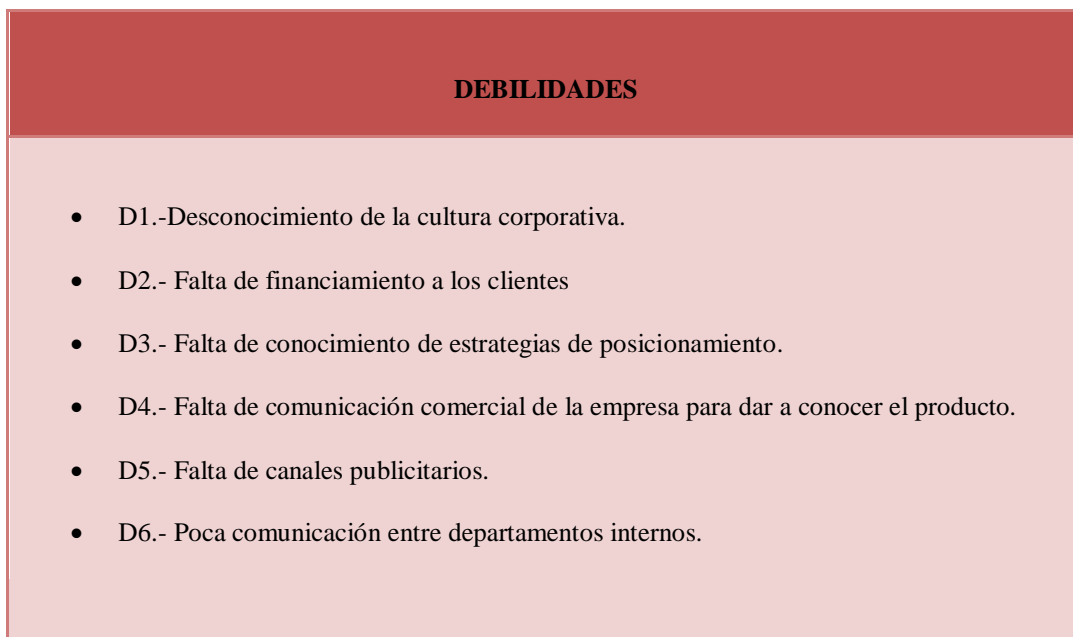 DEBILIDADES
• D1.-Desconocimiento de la cultura corporativa.
• D2.- Falta de financiamiento a los clientes
• D3.- Falta de conocimiento de estrategias de posicionamiento.
• D4.- Falta de comunicación comercial de la empresa para dar a conocer el producto.
• D5.- Falta de canales publicitarios.
• D6.- Poca comunicación entre departamentos internos.